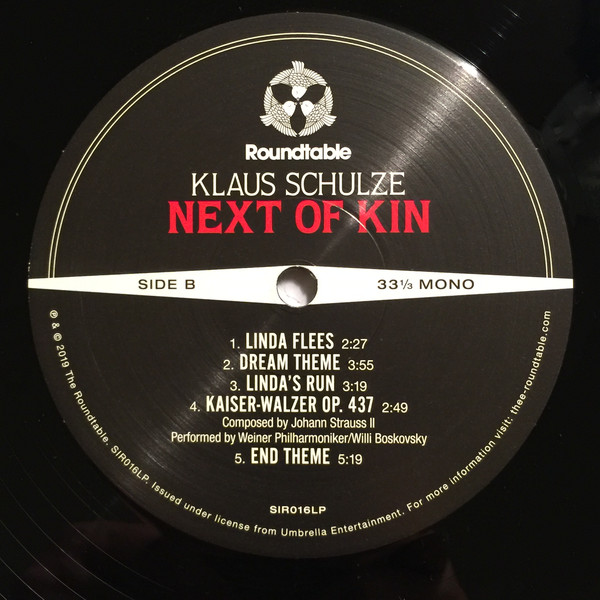 Roundtable
KLAUS SCHULZE
NEXT OF KIN
SIDE B
33⅓ MONO
1. LINDA FLEES 2:27
2. DREAM THEME 3:55
3. LINDA'S RUN 3:19
4. KAISER-WALZER OP. 437 2:49
Composed by Johann Strauss II
Performed by Weiner Philharmoniker/Willi Boskovsky
5. END THEME 5:19
SIR016LP
℗ & © 2019 The Roundtable. SIR016LP. Issued under license from Umbrella Entertainment. For more information visit: thee-roundtable.com